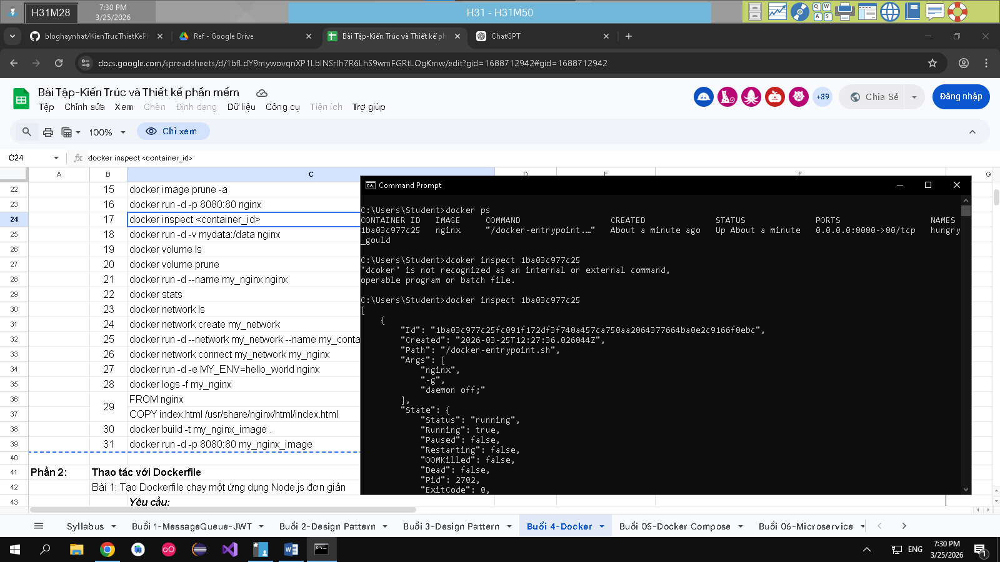 H31M28
7:30 PM
3/25/2026
H31 - H31M50
bloghaynhat/KienTrucThietKePh
Ref - Google Drive
Bài Tập-Kiến Trúc và Thiết kế ph
ChatGPT
docs.google.com/spreadsheets/d/1bfLdY9mywovqnXP1LbINSrIh7R6LhS9wmFGRtLOgKmw/edit?gid=1688712942#gid=1688712942
Bài Tập-Kiến Trúc và Thiết kế phần mềm
Tệp Chỉnh sửa Xem Chèn Định dạng Dữ liệu Công cụ Tiện ích Trợ giúp
+39
Chia Sẻ
Đăng nhập
100%
Chỉ xem
C24
docker inspect <container_id>
A B C D E F G
22 15 docker image prune -a
23 16 docker run -d -p 8080:80 nginx
24 17 docker inspect <container_id>
25 18 docker run -d -v mydata:/data nginx
26 19 docker volume ls
27 20 docker volume prune
28 21 docker run -d --name my_nginx nginx
29 22 docker stats
30 23 docker network ls
31 24 docker network create my_network
32 25 docker run -d --network my_network --name my_conta
33 26 docker network connect my_network my_nginx
34 27 docker run -d -e MY_ENV=hello_world nginx
35 28 docker logs -f my_nginx
36 29 FROM nginx
37 COPY index.html /usr/share/nginx/html/index.html
38 30 docker build -t my_nginx_image .
39 31 docker run -d -p 8080:80 my_nginx_image
40
41 Phần 2: Thao tác với Dockerfile
42 Bài 1: Tạo Dockerfile chạy một ứng dụng Node.js đơn giản
43 Yêu cầu:
Command Prompt
C:\Users\Student>docker ps
CONTAINER ID IMAGE COMMAND CREATED STATUS PORTS NAMES
1ba03c977c25 nginx "/docker-entrypoint.…" About a minute ago Up About a minute 0.0.0.0:8080->80/tcp hungry
_gould
C:\Users\Student>dcoker inspect 1ba03c977c25
'dcoker' is not recognized as an internal or external command,
operable program or batch file.
C:\Users\Student>docker inspect 1ba03c977c25
[
{
"Id": "1ba03c977c25fc091f172df3f748a457ca750aa2864377664ba0e2c9166f8ebc",
"Created": "2026-03-25T12:27:36.026844Z",
"Path": "/docker-entrypoint.sh",
"Args": [
"nginx",
"-g",
"daemon off;"
],
"State": {
"Status": "running",
"Running": true,
"Paused": false,
"Restarting": false,
"OOMKilled": false,
"Dead": false,
"Pid": 2702,
"ExitCode": 0,
Syllabus Buổi 1-MessageQueue-JWT Buổi 2-Design Pattern Buổi 3-Design Pattern Buổi 4-Docker Buổi 05-Docker Compose Buổi 06-Microservice
ENG
7:30 PM
3/25/2026
1